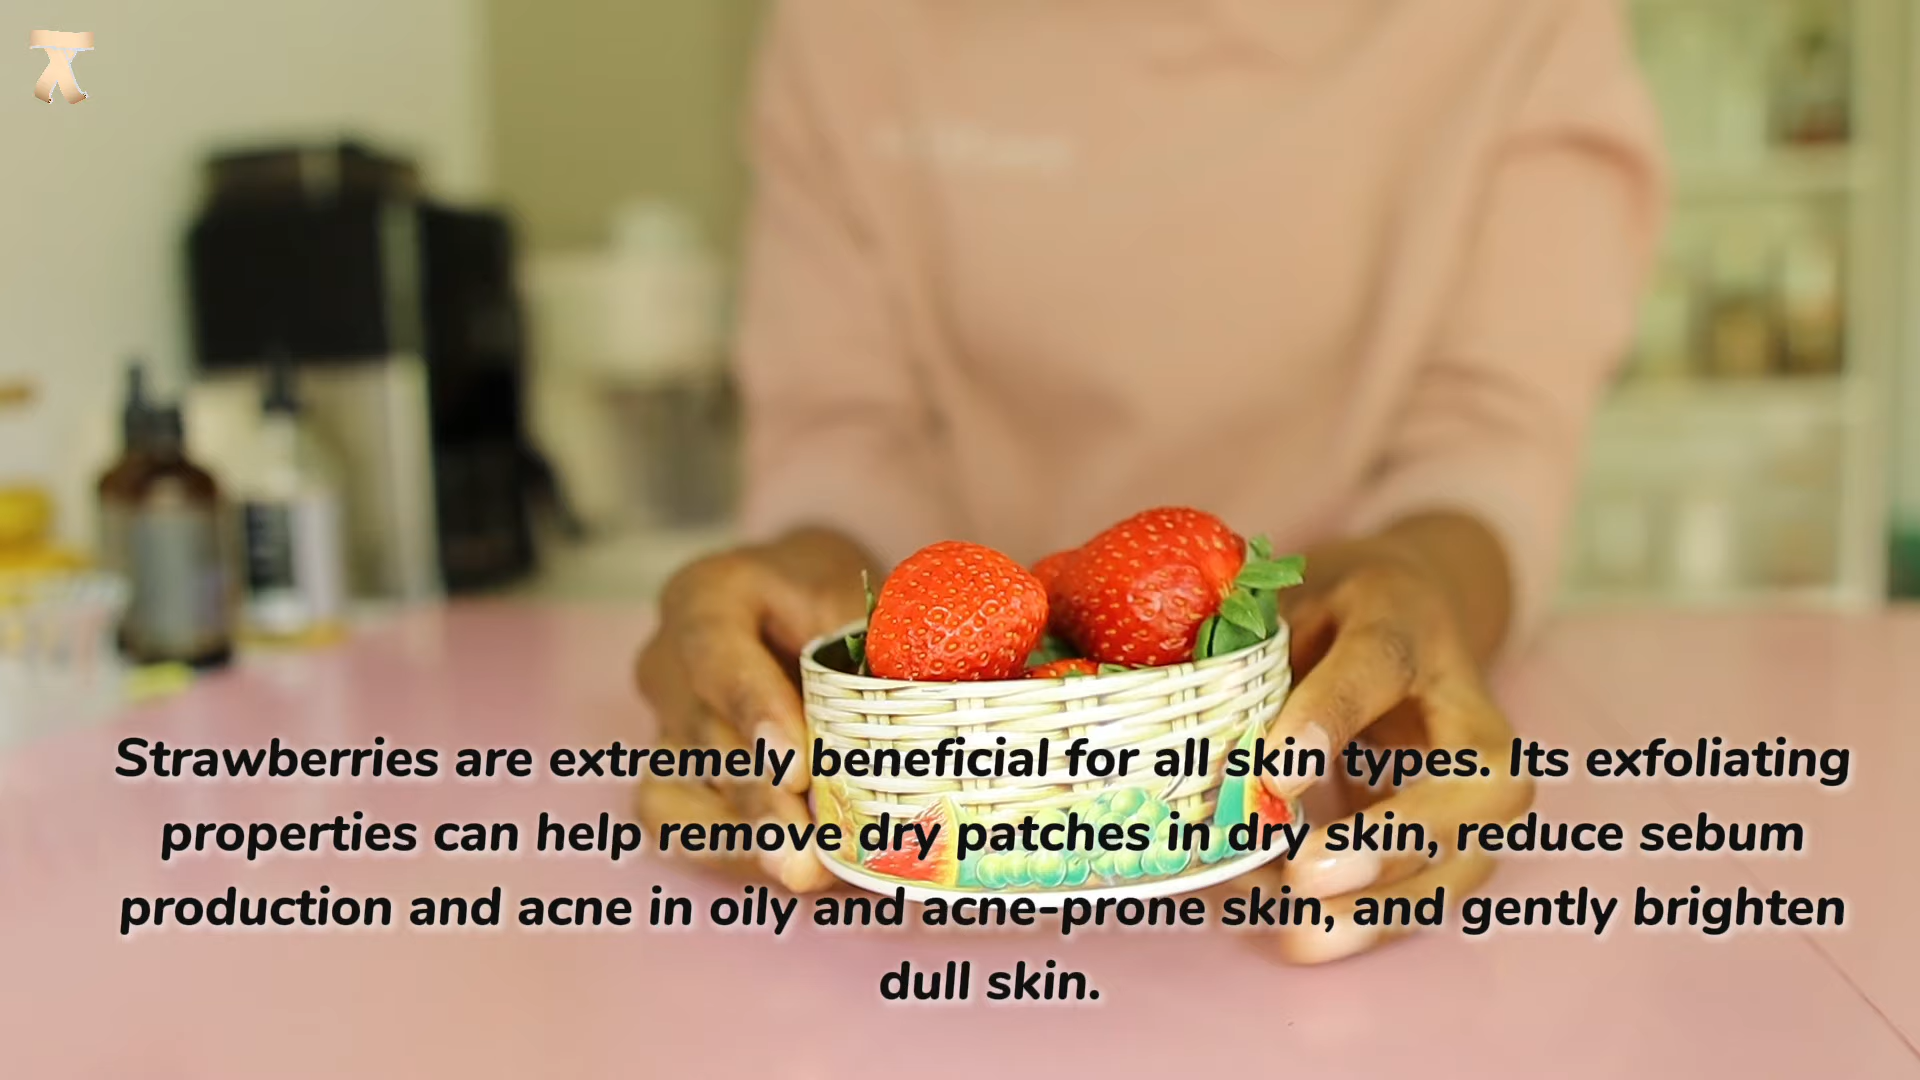 Strawberries are extremely beneficial for all skin types. Its exfoliating
properties can help remove dry patches in dry skin, reduce sebum
production and acne in oily and acne-prone skin, and gently brighten
dull skin.